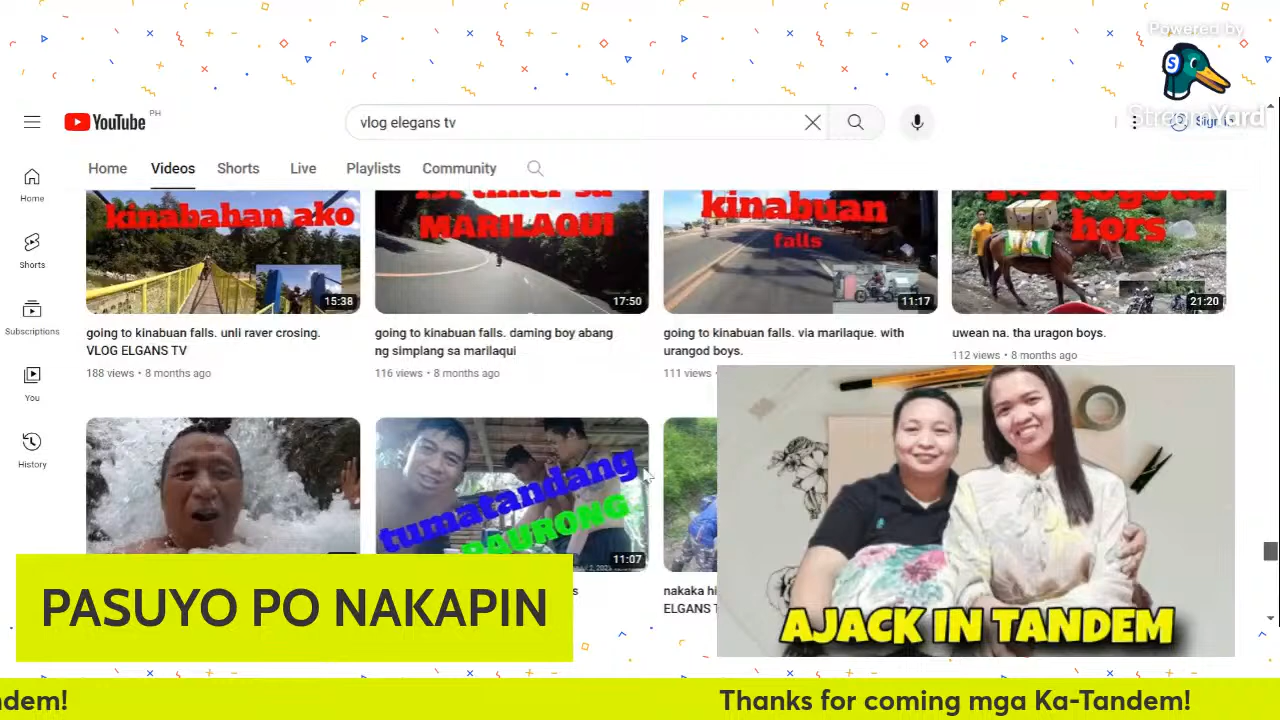 Powered by
StreamYard
YouTube PH
vlog elegans tv
Sign in
Home
Videos
Shorts
Live
Playlists
Community
Home
Shorts
Subscriptions
You
History
kinabahan ako
15:38
going to kinabuan falls. unli raver crossing.
VLOG ELGANS TV
188 views • 8 months ago
MARILAQUI
17:50
going to kinabuan falls. daming boy abang
ng simplang sa marilaqui
116 views • 8 months ago
kinabuan
falls
11:17
going to kinabuan falls. via marilaque. with
urangod boys.
111 views
hors
21:20
uwean na. tha uragon boys.
112 views • 8 months ago
tumatandang
PAURONG
11:07
nakaka hi
ELGANS T
AJACK IN TANDEM
PASUYO PO NAKAPIN
ndem!
Thanks for coming mga Ka-Tandem!